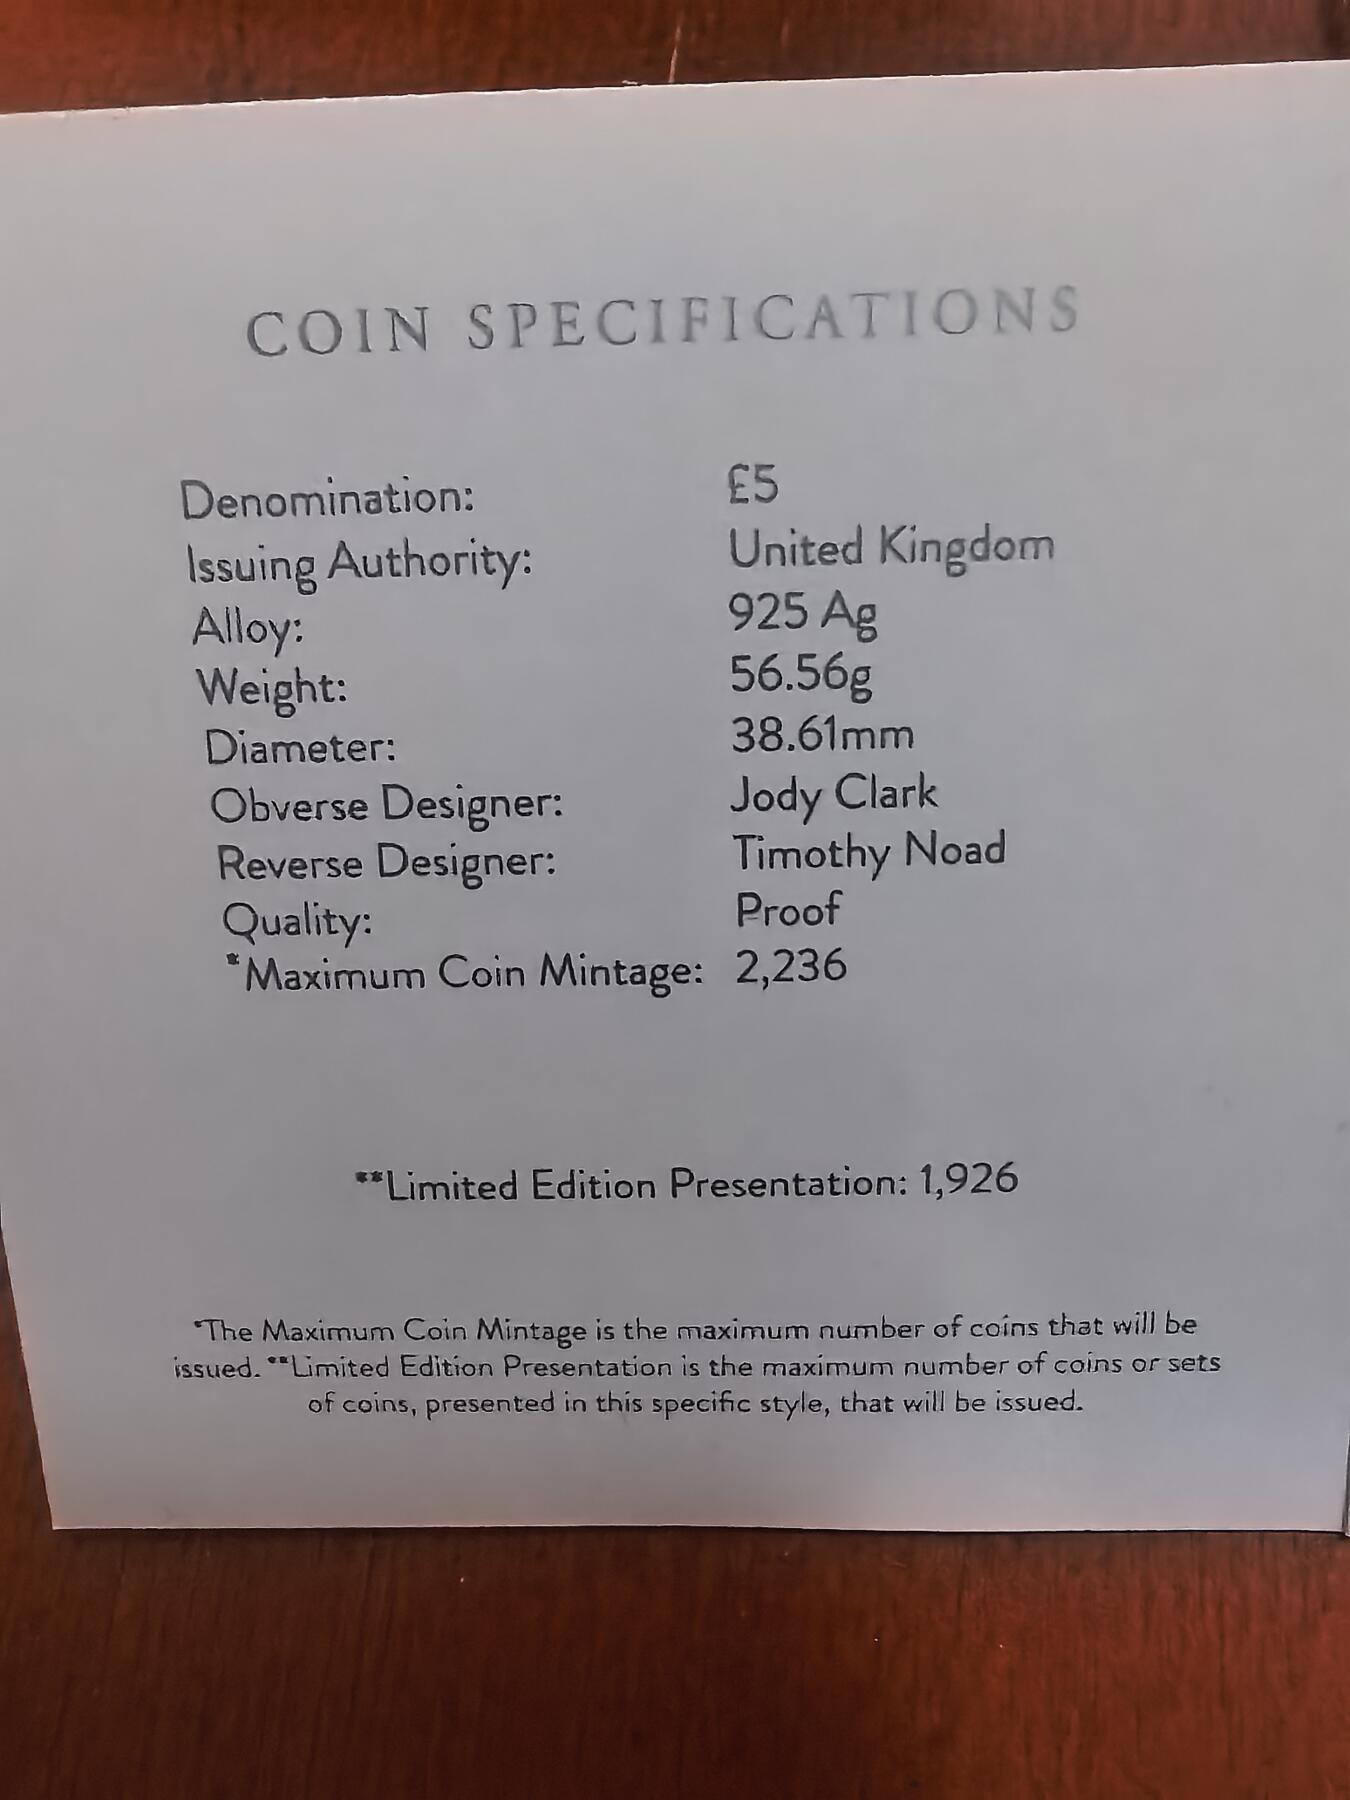 COIN SPECIFICATIONS
Denomination: £5
Issuing Authority: United Kingdom
Alloy: 925 Ag
Weight: 56.56g
Diameter: 38.61mm
Obverse Designer: Jody Clark
Reverse Designer: Timothy Noad
Quality: Proof
*Maximum Coin Mintage: 2,236
**Limited Edition Presentation: 1,926
*The Maximum Coin Mintage is the maximum number of coins that will be
issued. **Limited Edition Presentation is the maximum number of coins or sets
of coins, presented in this specific style, that will be issued.